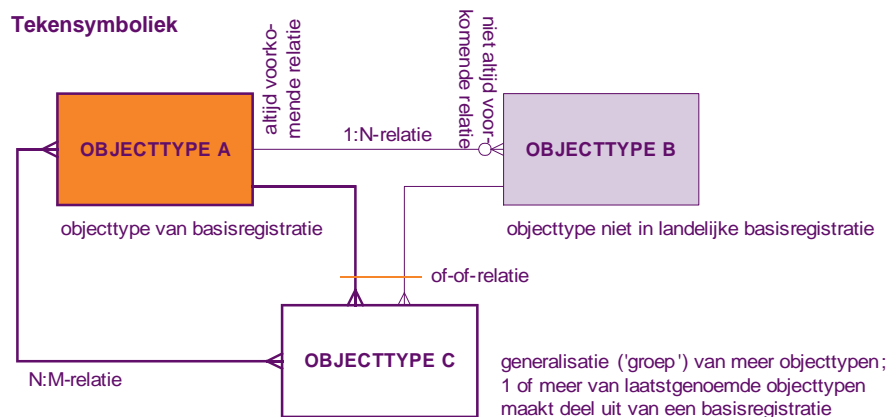 Tekensymboliek
altijd voorko-
mende relatie
niet altijd voor-
komende relatie
OBJECTTYPE A
1:N-relatie
OBJECTTYPE B
objecttype van basisregistratie
objecttype niet in landelijke basisregistratie
of-of-relatie
OBJECTTYPE C
N:M-relatie
generalisatie ('groep') van meer objecttypen;
1 of meer van laatstgenoemde objecttypen
maakt deel uit van een basisregistratie